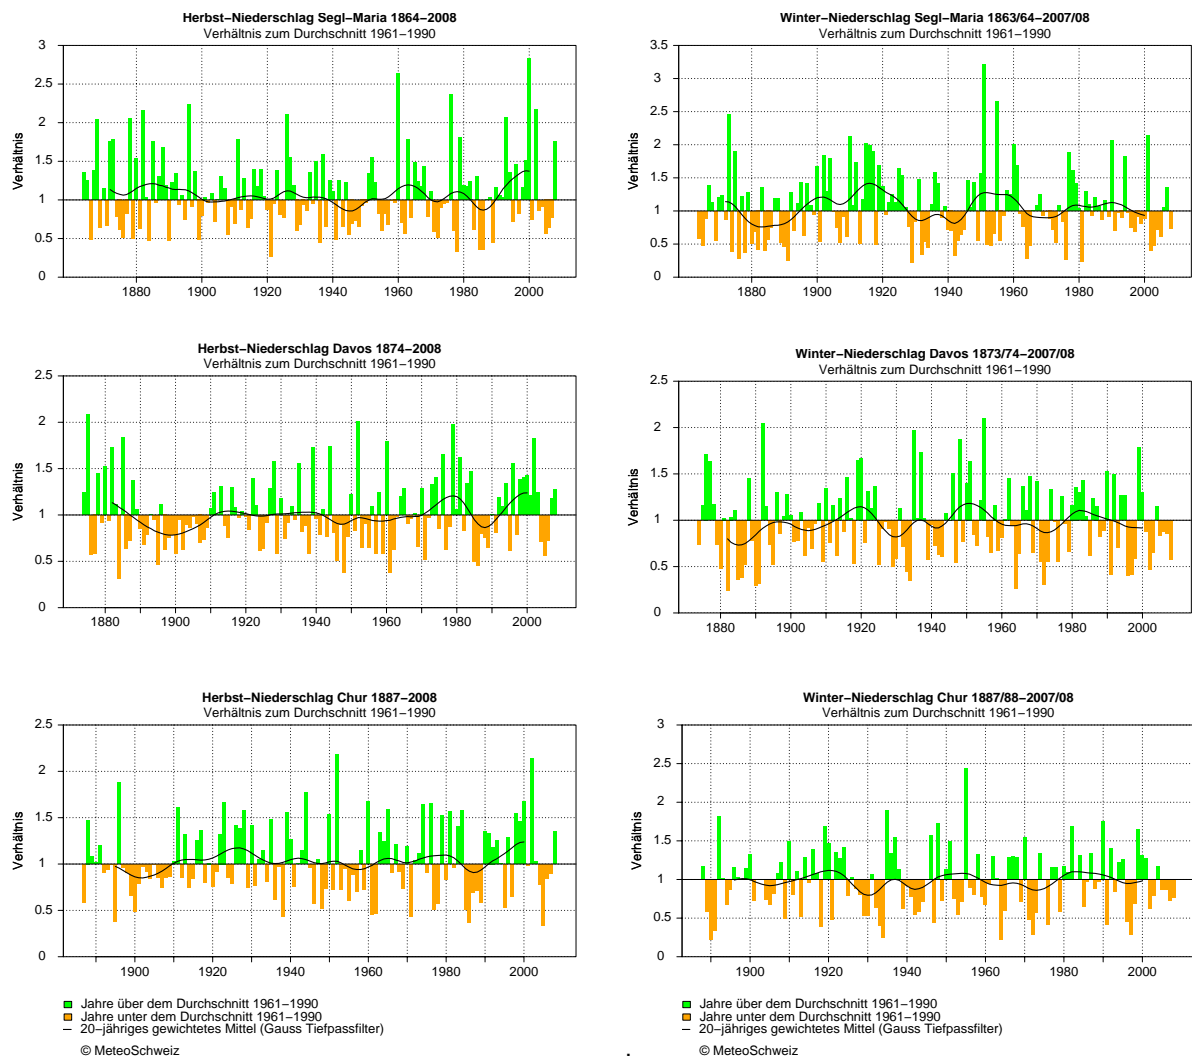 Herbst–Niederschlag Segl–Maria 1864–2008
Verhältnis zum Durchschnitt 1961–1990
3
2.5
2
1.5
1
0.5
0
Verhältnis
1880 1900 1920 1940 1960 1980 2000
Winter–Niederschlag Segl–Maria 1863/64–2007/08
Verhältnis zum Durchschnitt 1961–1990
3.5
3
2.5
2
1.5
1
0.5
0
Verhältnis
1880 1900 1920 1940 1960 1980 2000
Herbst–Niederschlag Davos 1874–2008
Verhältnis zum Durchschnitt 1961–1990
2.5
2
1.5
1
0.5
0
Verhältnis
1880 1900 1920 1940 1960 1980 2000
Winter–Niederschlag Davos 1873/74–2007/08
Verhältnis zum Durchschnitt 1961–1990
2.5
2
1.5
1
0.5
0
Verhältnis
1880 1900 1920 1940 1960 1980 2000
Herbst–Niederschlag Chur 1887–2008
Verhältnis zum Durchschnitt 1961–1990
2.5
2
1.5
1
0.5
0
Verhältnis
1900 1920 1940 1960 1980 2000
Jahre über dem Durchschnitt 1961–1990
Jahre unter dem Durchschnitt 1961–1990
20–jähriges gewichtetes Mittel (Gauss Tiefpassfilter)
© MeteoSchweiz
Winter–Niederschlag Chur 1887/88–2007/08
Verhältnis zum Durchschnitt 1961–1990
3
2.5
2
1.5
1
0.5
0
Verhältnis
1900 1920 1940 1960 1980 2000
Jahre über dem Durchschnitt 1961–1990
Jahre unter dem Durchschnitt 1961–1990
20–jähriges gewichtetes Mittel (Gauss Tiefpassfilter)
© MeteoSchweiz